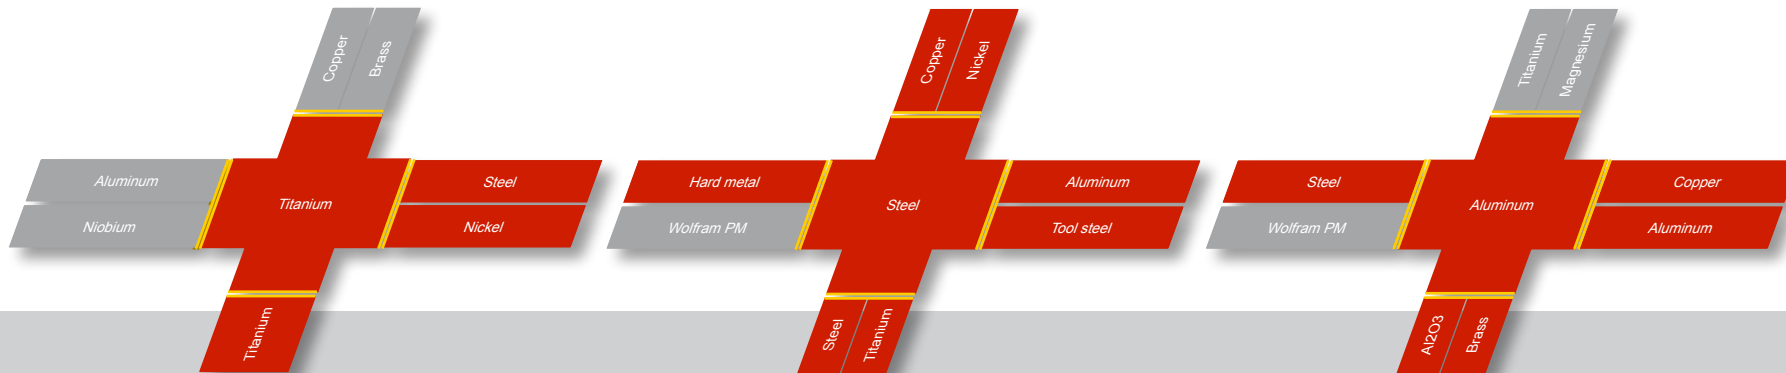 Copper
Brass
Aluminum
Niobium
Titanium
Steel
Nickel
Titanium
Copper
Nickel
Hard metal
Wolfram PM
Steel
Aluminum
Tool steel
Steel
Titanium
Titanium
Magnesium
Steel
Wolfram PM
Aluminum
Copper
Aluminum
Al2O3
Brass